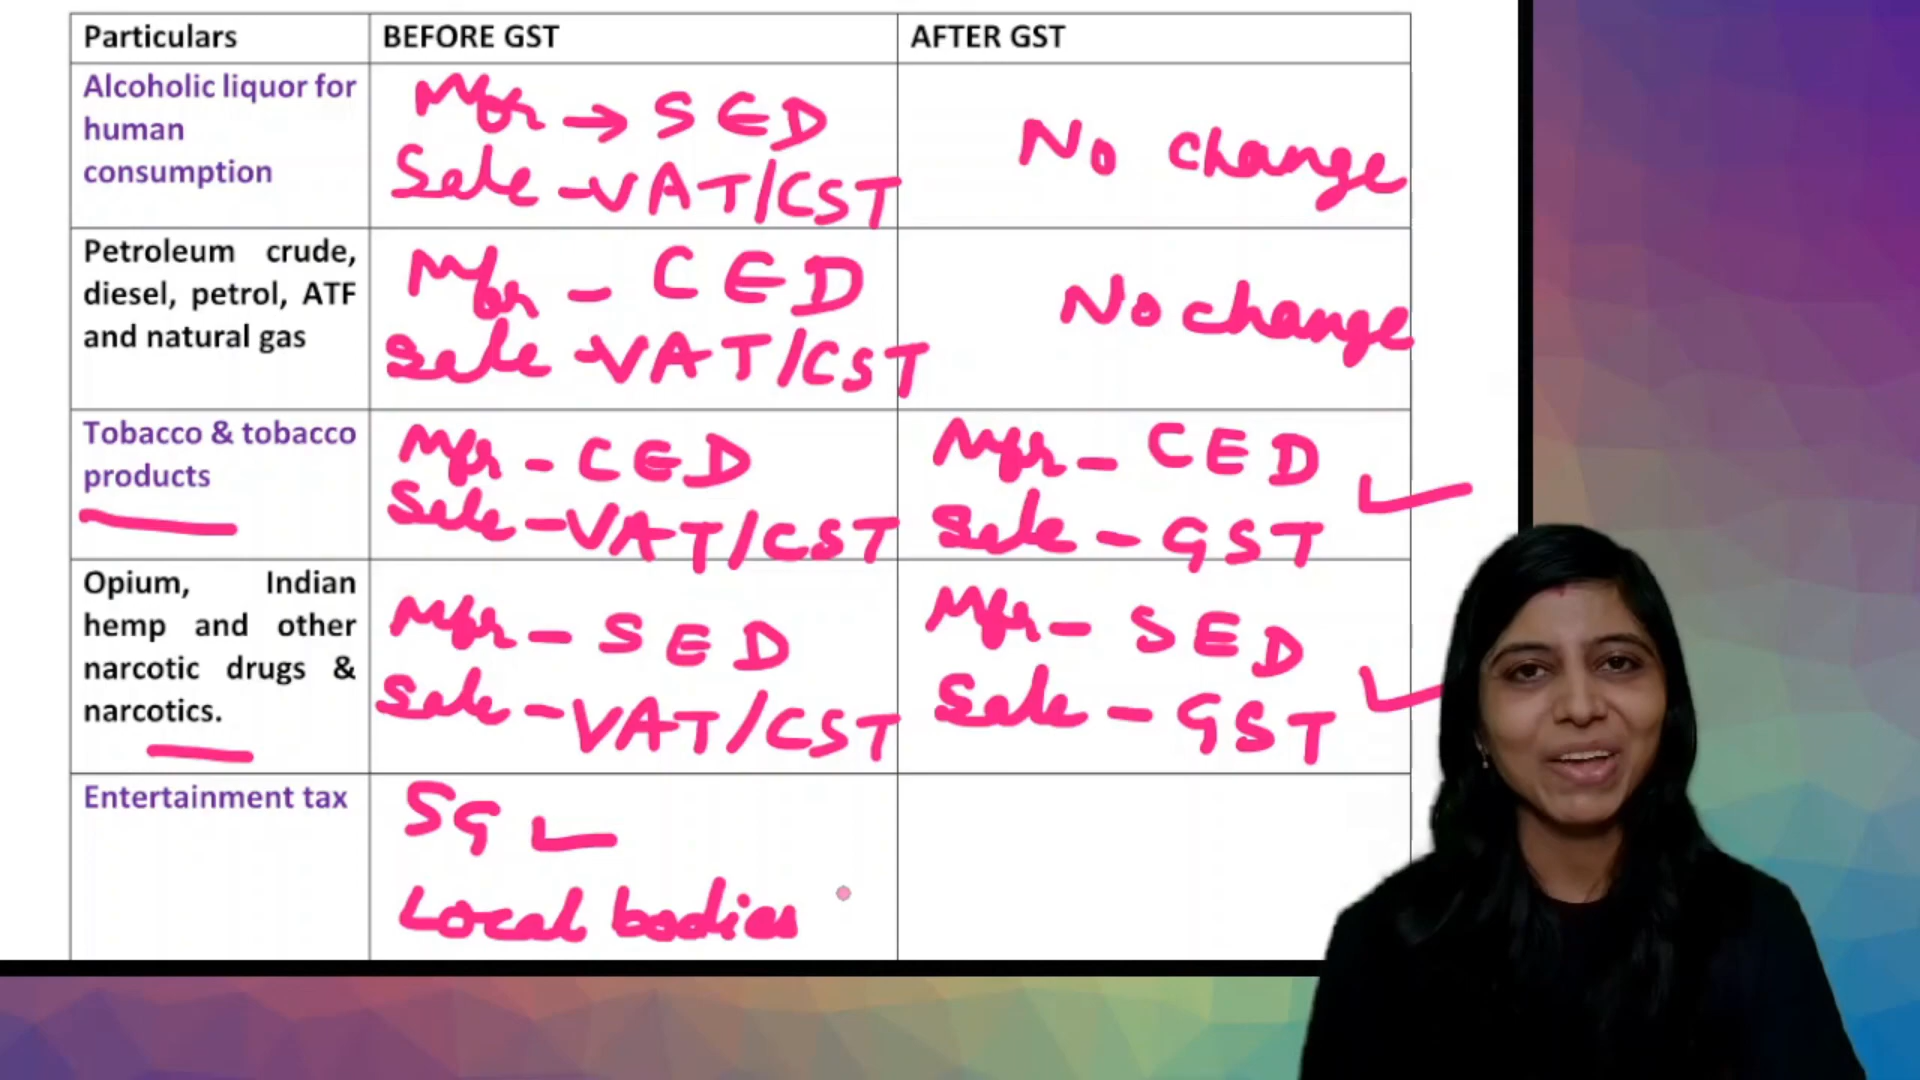 Particulars BEFORE GST AFTER GST
Alcoholic liquor for
human
consumption
Mfr → SED
Sale - VAT/CST
No change
Petroleum crude,
diesel, petrol, ATF
and natural gas
Mfr - CED
Sale - VAT/CST
No change
Tobacco & tobacco
products
Mfr - CED
Sale - VAT/CST
Mfr - CED
Sale - GST
Opium, Indian
hemp and other
narcotic drugs &
narcotics.
Mfr - SED
Sale - VAT/CST
Mfr - SED
Sale - GST
Entertainment tax
SG
Local bodies